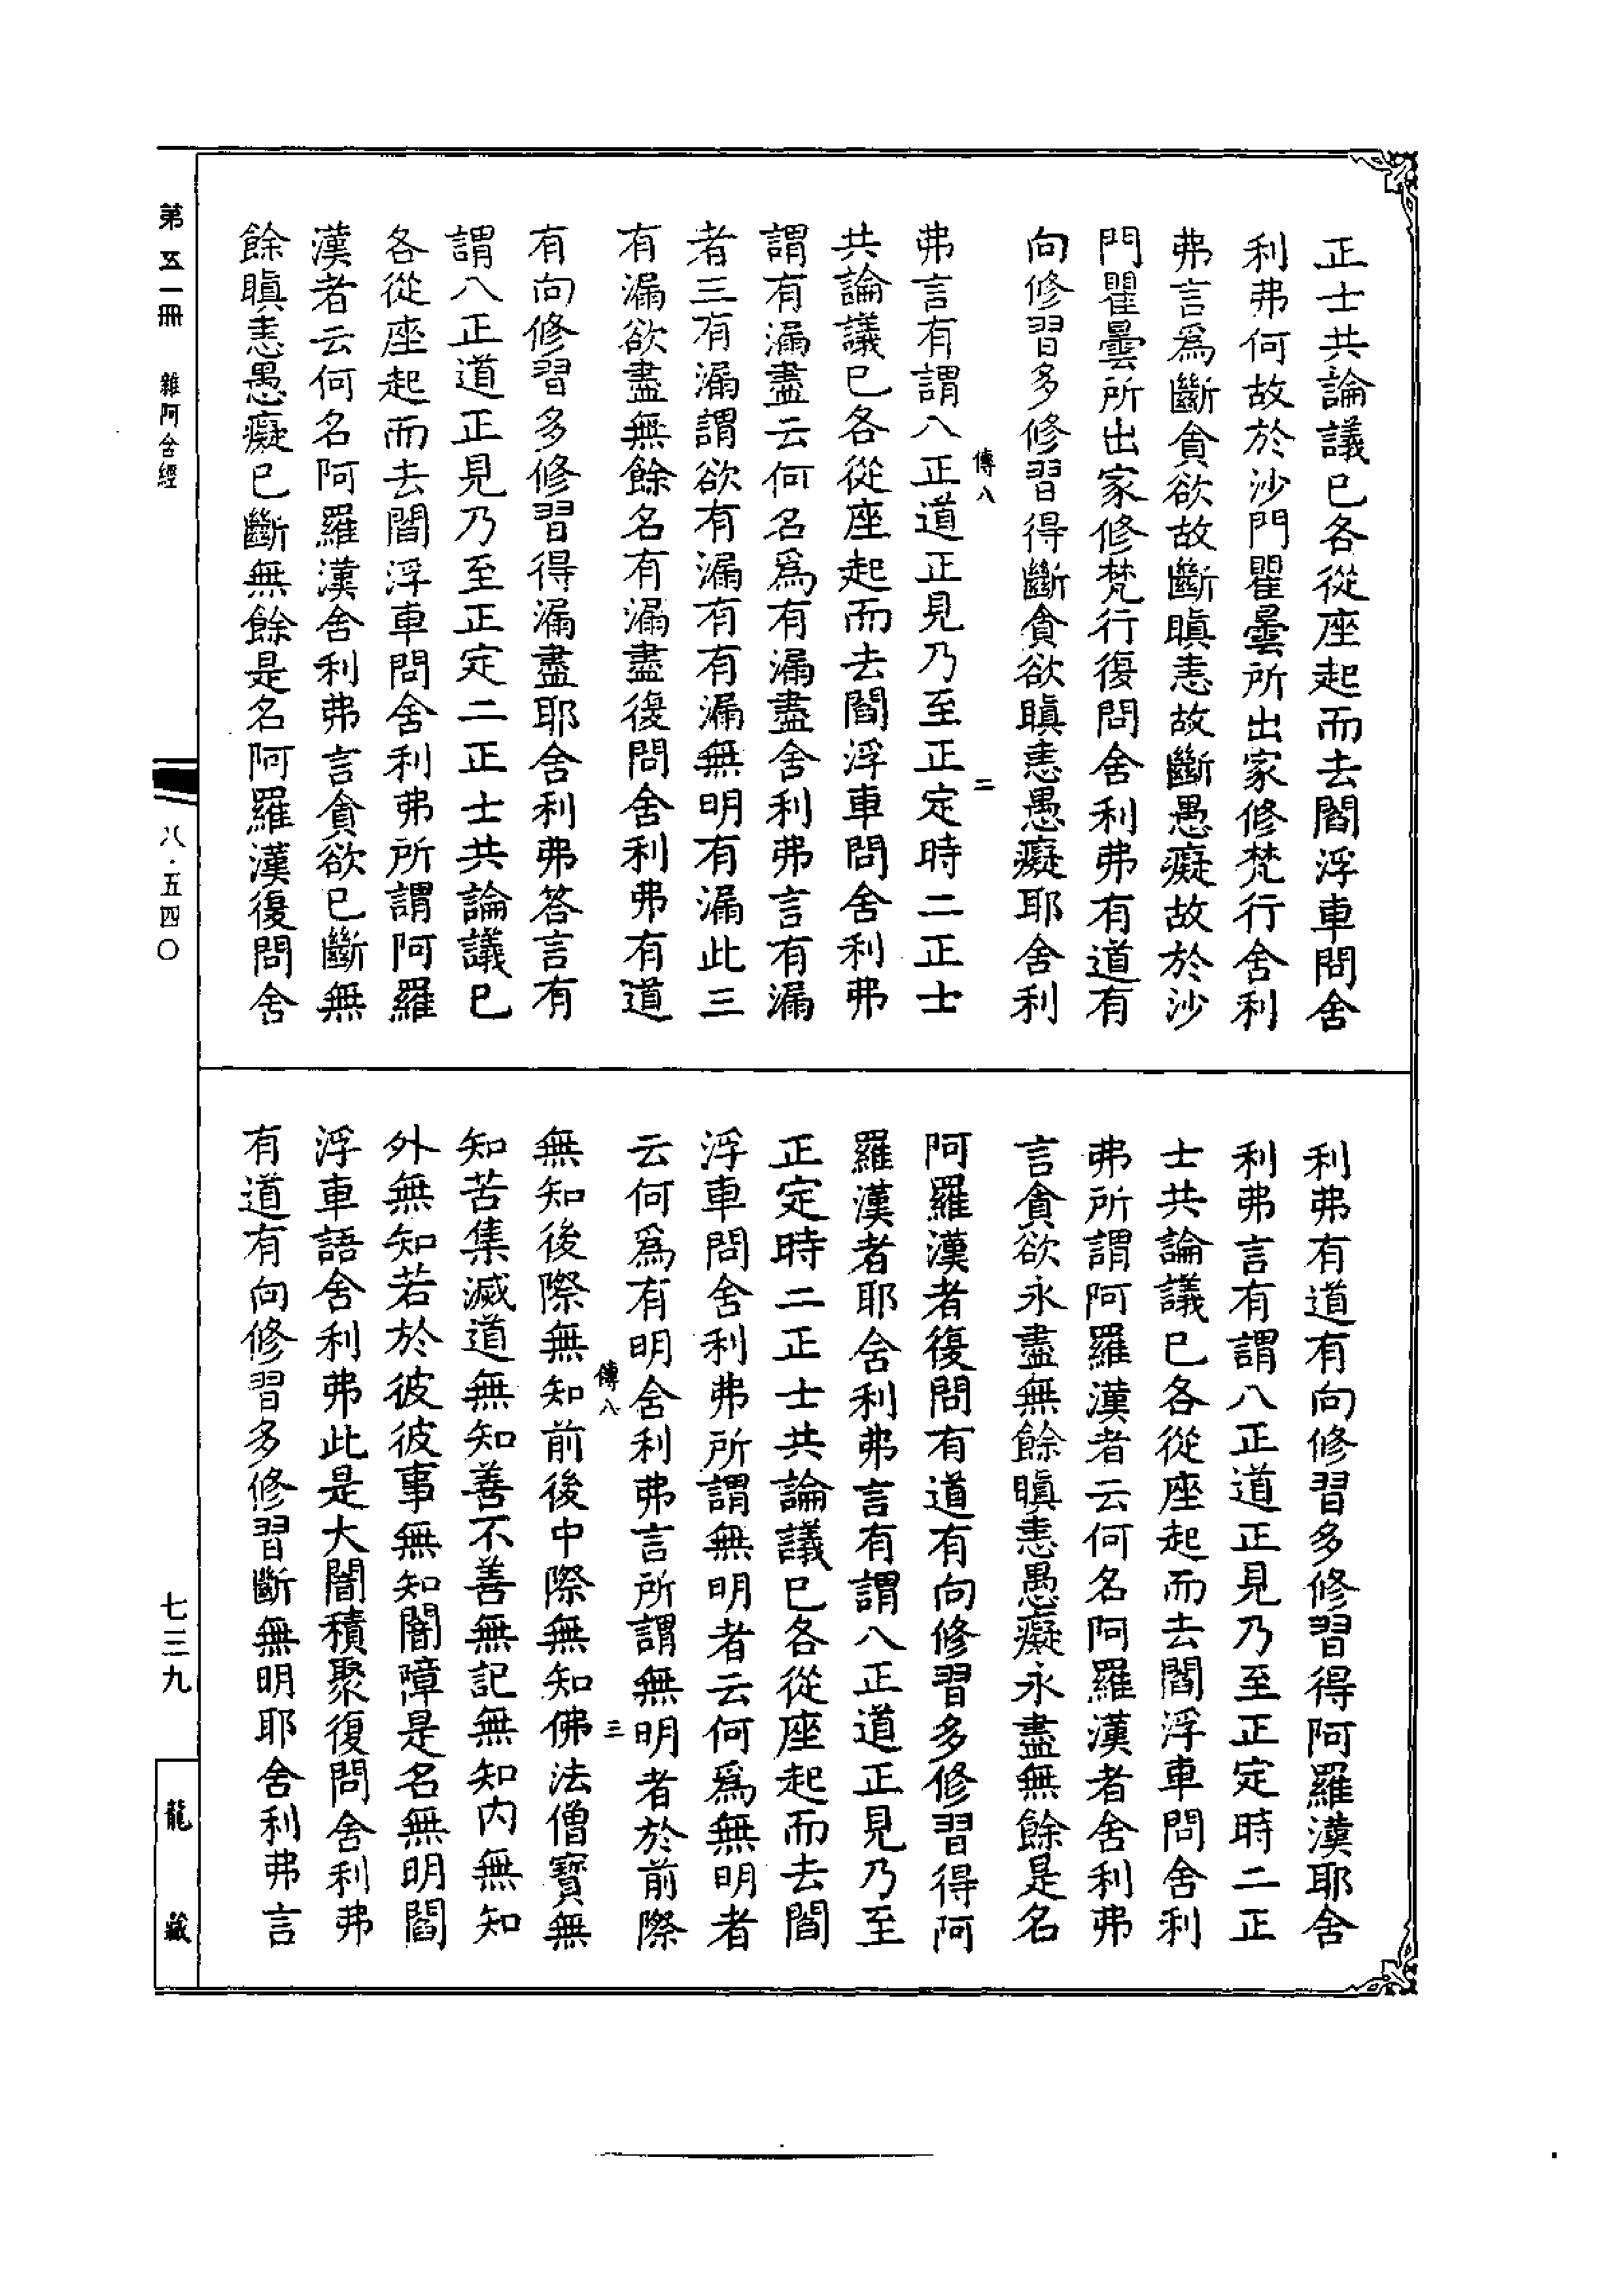 正士共論議已各從座起而去閻浮車問舍
利弗何故於沙門瞿曇所出家修梵行舍利
弗言為斷貪欲故斷瞋恚故斷愚癡故於沙
門瞿曇所出家修梵行復問舍利弗有道有
向修習多修習得斷貪欲瞋恚愚癡耶舍利
傳八
二
弗言有謂八正道正見乃至正定時二正士
共論議已各從座起而去閻浮車問舍利弗
謂有漏盡云何名為有漏盡舍利弗言有漏
者三有漏謂欲有漏有有漏無明有漏此三
有漏欲盡無餘名有漏盡復問舍利弗有道
有向修習多修習得漏盡耶舍利弗答言有
謂八正道正見乃至正定二正士共論議已
各從座起而去閻浮車問舍利弗所謂阿羅
漢者云何名阿羅漢舍利弗言貪欲已斷無
餘瞋恚愚癡已斷無餘是名阿羅漢復問舍
利弗有道有向修習多修習得阿羅漢耶舍
利弗言有謂八正道正見乃至正定時二正
士共論議已各從座起而去閻浮車問舍利
弗所謂阿羅漢者云何名阿羅漢者舍利弗
言貪欲永盡無餘瞋恚愚癡永盡無餘是名
阿羅漢者復問有道有向修習多修習得阿
羅漢者耶舍利弗言有謂八正道正見乃至
正定時二正士共論議已各從座起而去閻
浮車問舍利弗所謂無明者云何為無明者
云何為有明舍利弗言所謂無明者於前際
傳八
三
無知後際無知前後中際無知佛法僧寶無
知苦集滅道無知善不善無記無知內無知
外無知若於彼彼事無知闇障是名無明閻
浮車語舍利弗此是大闇積聚復問舍利弗
有道有向修習多修習斷無明耶舍利弗言
第五一冊
雜阿含經
八·五四〇
七三九
龍藏